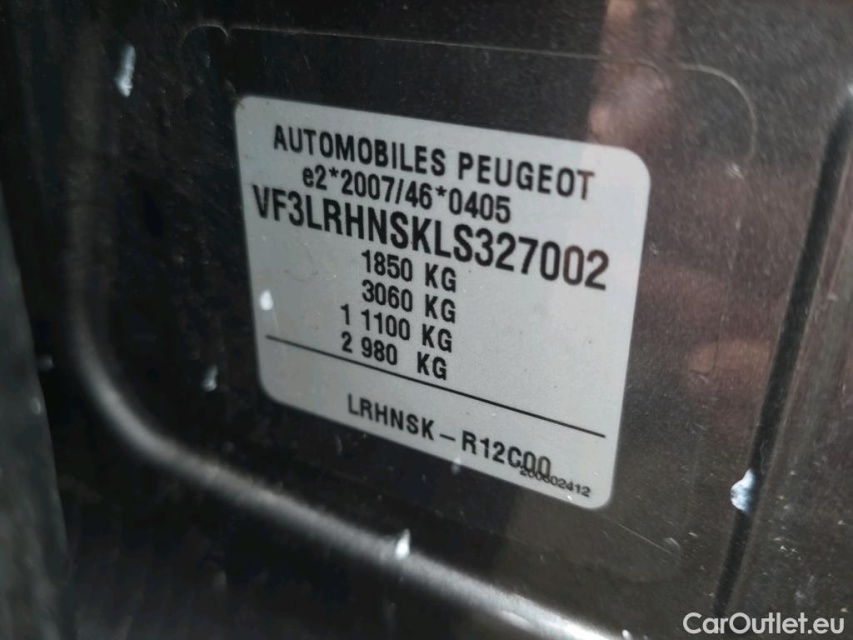 AUTOMOBILES PEUGEOT
e2*2007/46*0405
VF3LRHNSKLS327002
1850 KG
3060 KG
1 1100 KG
2 980 KG
LRHNSK-R12C00
200602412
CarOutlet.eu